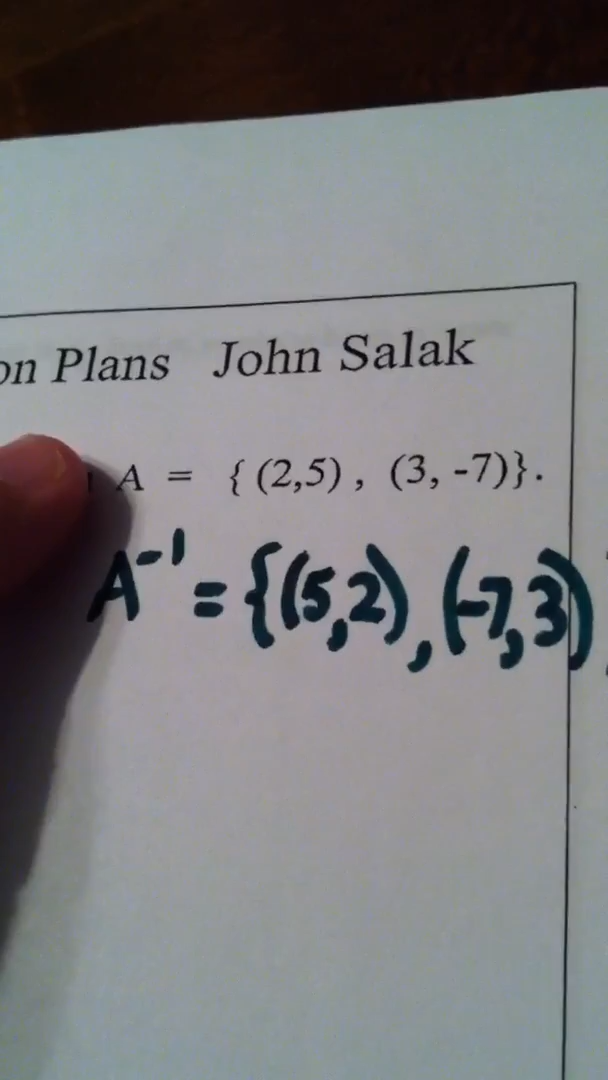 on Plans John Salak
A = { (2,5) , (3, -7)}.
A⁻¹ = {(5,2), (-7,3)